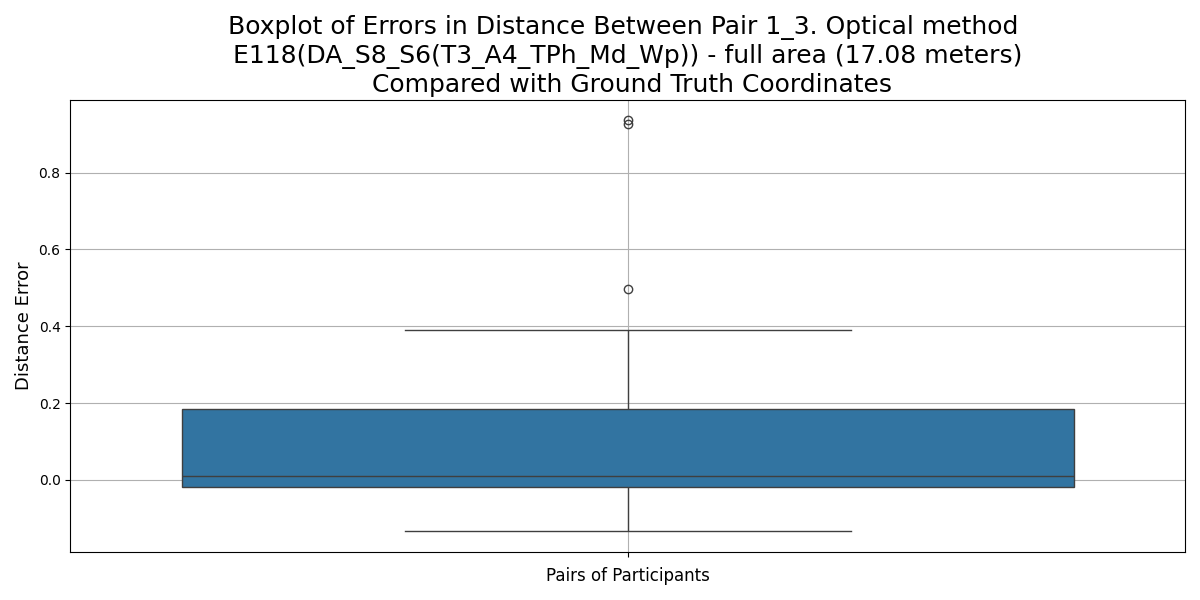 Boxplot of Errors in Distance Between Pair 1_3. Optical method
E118(DA_S8_S6(T3_A4_TPh_Md_Wp)) - full area (17.08 meters)
Compared with Ground Truth Coordinates
0.8
0.6
0.4
0.2
0.0
Distance Error
Pairs of Participants